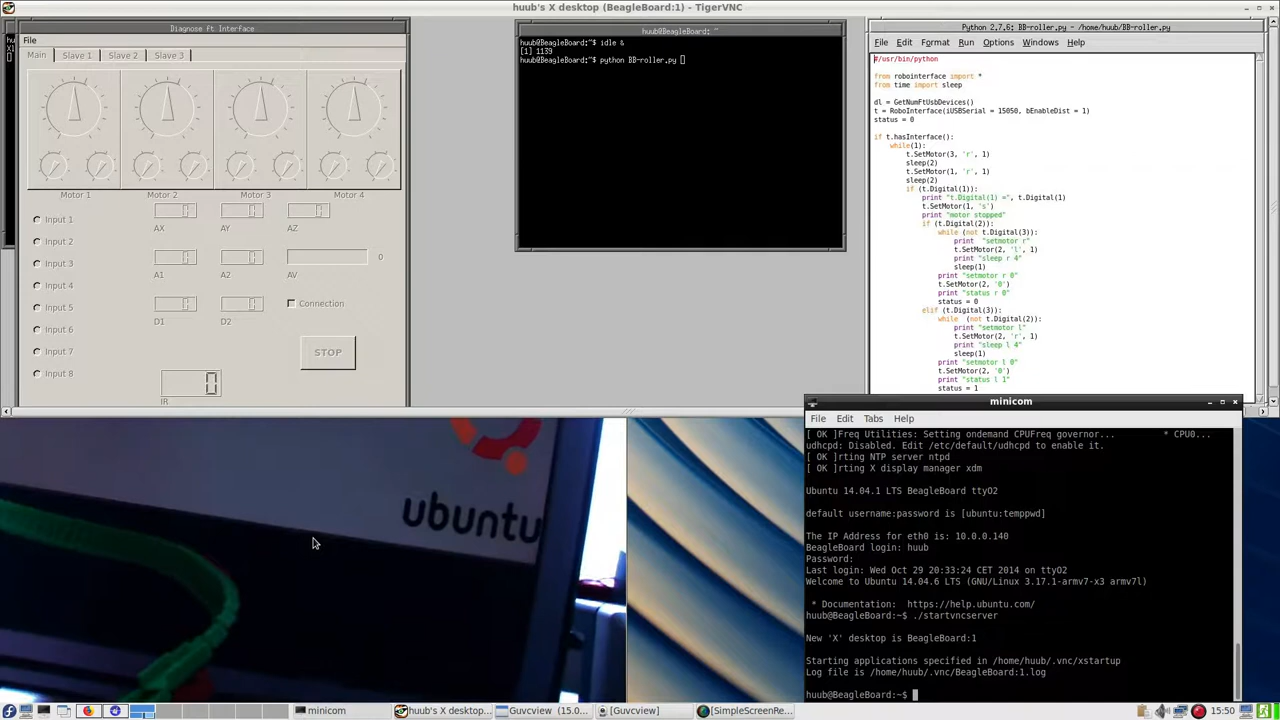 huub's X desktop (BeagleBoard:1) - TigerVNC
Diagnose ft Interface
File
Main Slave 1 Slave 2 Slave 3
Motor 1 Motor 2 Motor 3 Motor 4
Input 1
Input 2
Input 3
Input 4
Input 5
Input 6
Input 7
Input 8
AX AY
A1 A2 AV
0
D1 D2
Connection
STOP
0
IR
huub@BeagleBoard: ~
huub@BeagleBoard:~$ idle &
[1] 1139
huub@BeagleBoard:~$ python BB-roller.py
Python 2.7.6: BB-roller.py - /home/huub/BB-roller.py
File Edit Format Run Options Windows Help
#/usr/bin/python
from robointerface import *
from time import sleep
dl = GetNumFtUsbDevices()
t = RoboInterface(iUSBSerial = 15050, bEnableDist = 1)
status = 0
if t.hasInterface():
while(1):
t.SetMotor(3, 'r', 1)
sleep(2)
t.SetMotor(1, 'r', 1)
sleep(2)
if (t.Digital(1)):
print "t.Digital(1) =", t.Digital(1)
t.SetMotor(1, 's')
print "motor stopped"
if (t.Digital(2)):
while (not t.Digital(3)):
print "setmotor r"
t.SetMotor(2, 'l', 1)
print "sleep r 4"
sleep(1)
print "setmotor r 0"
t.SetMotor(2, '0')
print "status r 0"
status = 0
elif (t.Digital(3)):
while (not t.Digital(2)):
print "setmotor l"
t.SetMotor(2, 'r', 1)
print "sleep l 4"
sleep(1)
print "setmotor l 0"
t.SetMotor(2, '0')
print "status l 1"
status = 1
ubuntu
minicom
File Edit Tabs Help
[ OK ]Freq Utilities: Setting ondemand CPUFreq governor... * CPU0...
udhcpd: Disabled. Edit /etc/default/udhcpd to enable it.
[ OK ]rting NTP server ntpd
[ OK ]rting X display manager xdm
Ubuntu 14.04.1 LTS BeagleBoard ttyO2
default username:password is [ubuntu:temppwd]
The IP Address for eth0 is: 10.0.0.140
BeagleBoard login: huub
Password:
Last login: Wed Oct 29 20:33:24 CET 2014 on ttyO2
Welcome to Ubuntu 14.04.6 LTS (GNU/Linux 3.17.1-armv7-x3 armv7l)
* Documentation: https://help.ubuntu.com/
huub@BeagleBoard:~$ ./startvncserver
New 'X' desktop is BeagleBoard:1
Starting applications specified in /home/huub/.vnc/xstartup
Log file is /home/huub/.vnc/BeagleBoard:1.log
huub@BeagleBoard:~$
minicom huub's X desktop... Guvcview (15.0... [Guvcview] [SimpleScreenRe... 15:50